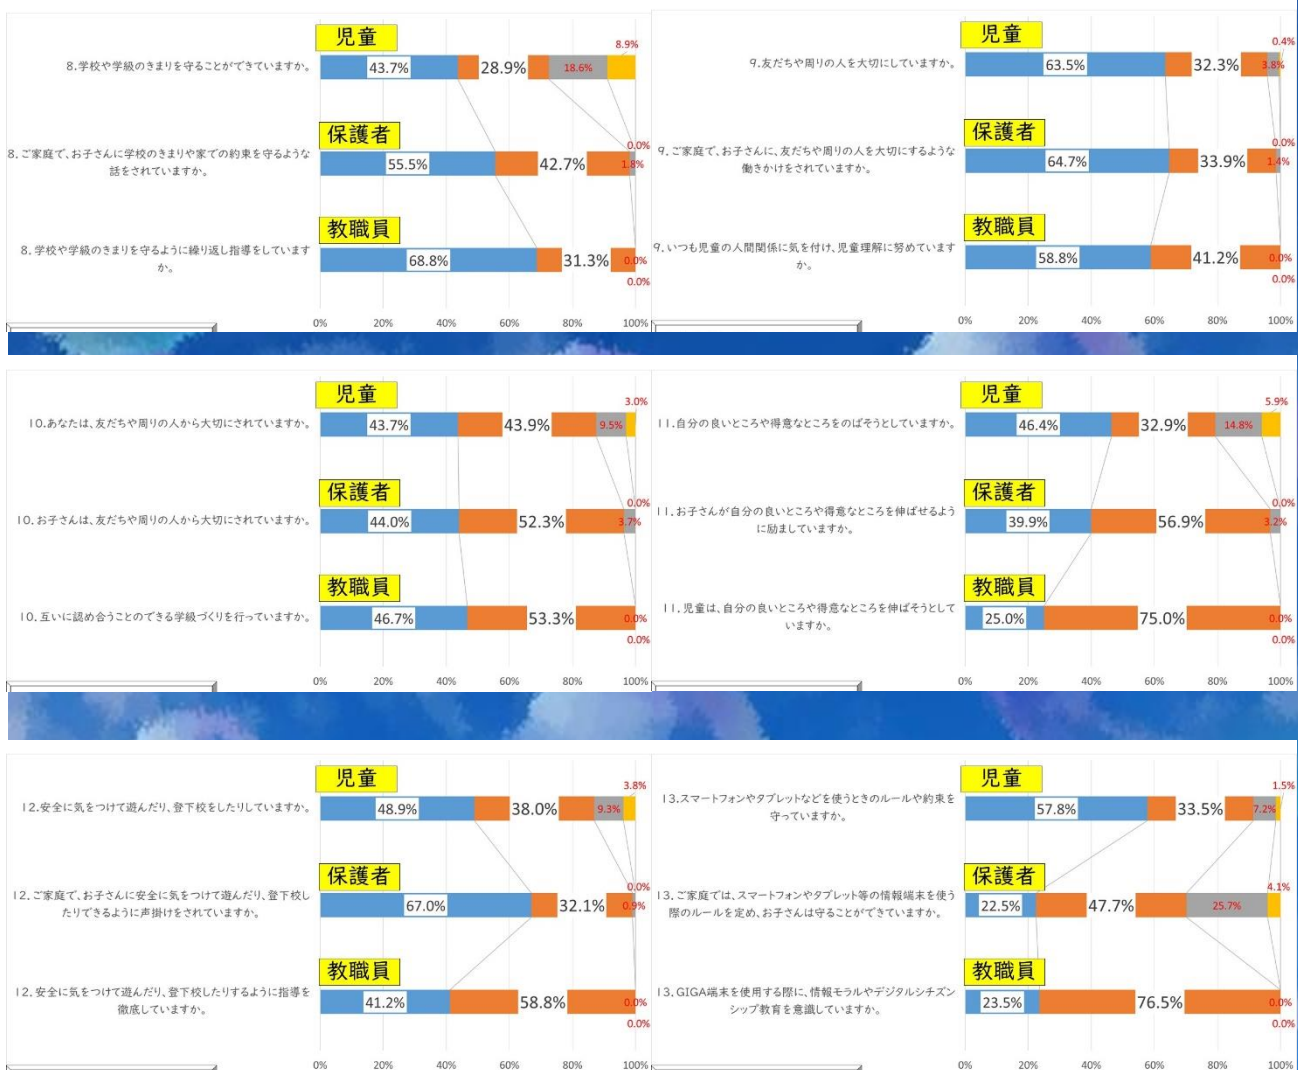 児童
8.9%
8.学校や学級のきまりを守ることができていますか。
43.7%
28.9%
18.6%
保護者
0.0%
8.ご家庭で、お子さんに学校のきまりや家での約束を守るような
話をされていますか。
55.5%
42.7%
1.8%
教職員
8.学校や学級のきまりを守るように繰り返し指導をしています
か。
68.8%
31.3%
0.0%
0.0%
0%
20%
40%
60%
80%
100%
児童
0.4%
9.友だちや周りの人を大切にしていますか。
63.5%
32.3%
3.8%
保護者
0.0%
9.ご家庭で、お子さんに、友だちや周りの人を大切にするような
働きかけをされていますか。
64.7%
33.9%
1.4%
教職員
9.いつも児童の人間関係に気を付け、児童理解に努めています
か。
58.8%
41.2%
0.0%
0.0%
0%
20%
40%
60%
80%
100%
児童
3.0%
10.あなたは、友だちや周りの人から大切にされていますか。
43.7%
43.9%
9.5%
保護者
0.0%
10.お子さんは、友だちや周りの人から大切にされていますか。
44.0%
52.3%
3.7%
教職員
10.互いに認め合うことのできる学級づくりを行っていますか。
46.7%
53.3%
0.0%
0.0%
0%
20%
40%
60%
80%
100%
児童
5.9%
11.自分の良いところや得意なところをのばそうとしていますか。
46.4%
32.9%
14.8%
保護者
0.0%
11.お子さんが自分の良いところや得意なところを伸ばせるよう
に励ましていますか。
39.9%
56.9%
3.2%
教職員
11.児童は、自分の良いところや得意なところを伸ばそうとして
いますか。
25.0%
75.0%
0.0%
0.0%
0%
20%
40%
60%
80%
100%
児童
3.8%
12.安全に気をつけて遊んだり、登下校をしたりしていますか。
48.9%
38.0%
9.3%
保護者
0.0%
12.ご家庭で、お子さんに安全に気をつけて遊んだり、登下校し
たりできるように声掛けをされていますか。
67.0%
32.1%
0.9%
教職員
12.安全に気をつけて遊んだり、登下校したりするように指導を
徹底していますか。
41.2%
58.8%
0.0%
0.0%
0%
20%
40%
60%
80%
100%
児童
1.5%
13.スマートフォンやタブレットなどを使うときのルールや約束を
守っていますか。
57.8%
33.5%
7.2%
保護者
4.1%
13.ご家庭では、スマートフォンやタブレット等の情報端末を使う
際のルールを定め、お子さんは守ることができていますか。
22.5%
47.7%
25.7%
教職員
13.GIGA端末を使用する際に、情報モラルやデジタルシチズン
シップ教育を意識していますか。
23.5%
76.5%
0.0%
0.0%
0%
20%
40%
60%
80%
100%